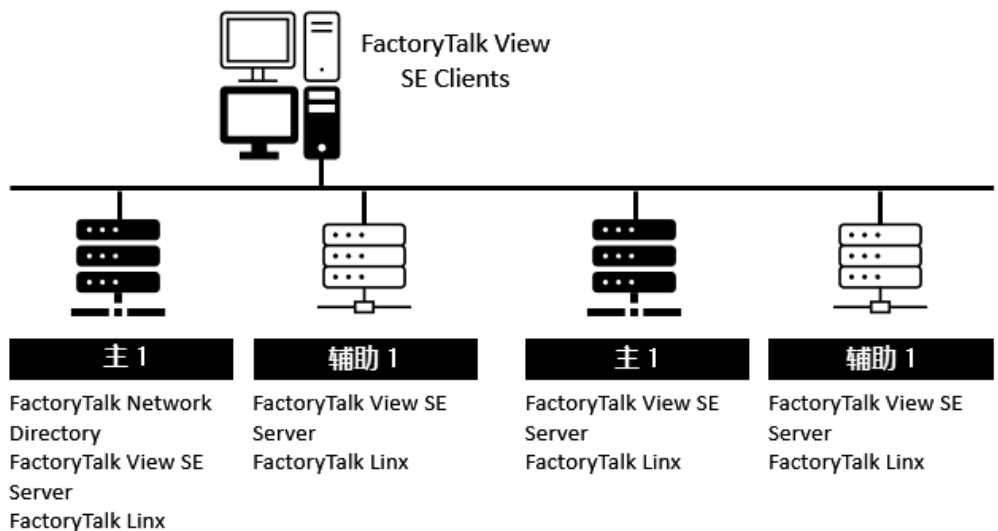 FactoryTalk View
SE Clients
主 1
辅助 1
主 1
辅助 1
FactoryTalk Network
Directory
FactoryTalk View SE
Server
FactoryTalk Linx
FactoryTalk View SE
Server
FactoryTalk Linx
FactoryTalk View SE
Server
FactoryTalk Linx
FactoryTalk View SE
Server
FactoryTalk Linx